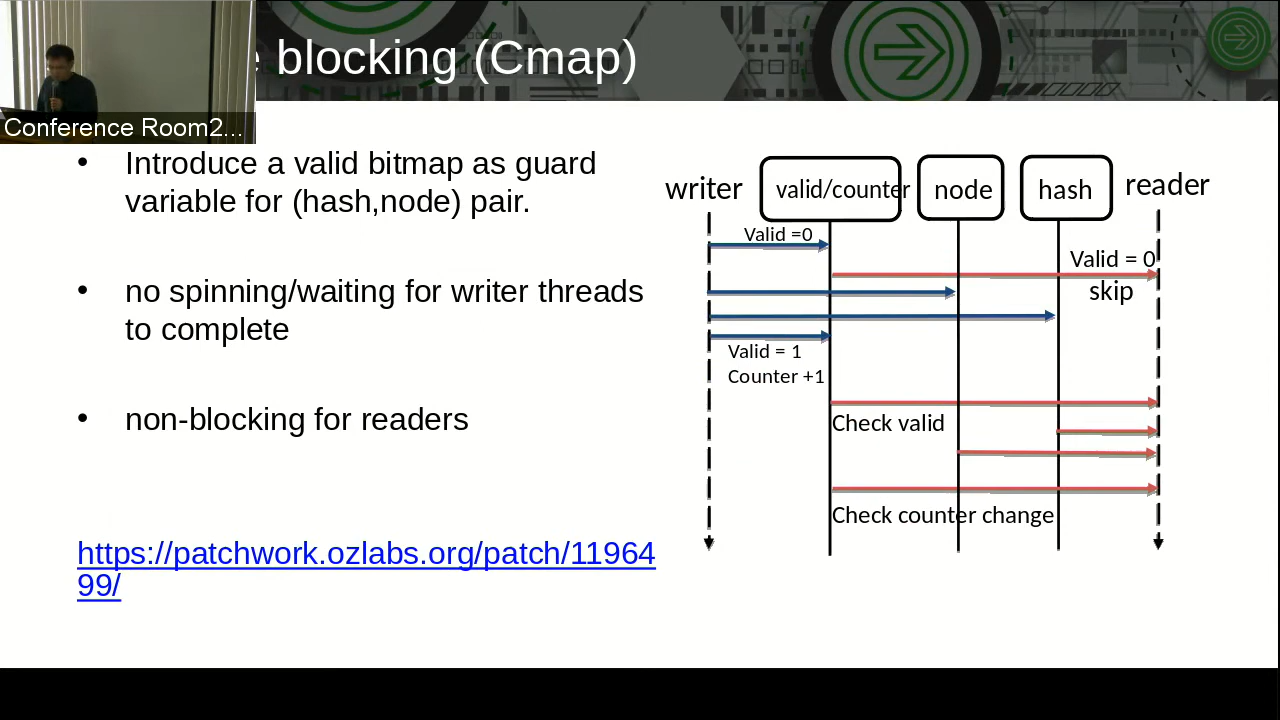 blocking (Cmap)
Conference Room2...
• Introduce a valid bitmap as guard
variable for (hash,node) pair.
• no spinning/waiting for writer threads
to complete
• non-blocking for readers
https://patchwork.ozlabs.org/patch/11964
99/
writer
valid/counter
node
hash
reader
Valid =0
Valid = 0
skip
Valid = 1
Counter +1
Check valid
Check counter change